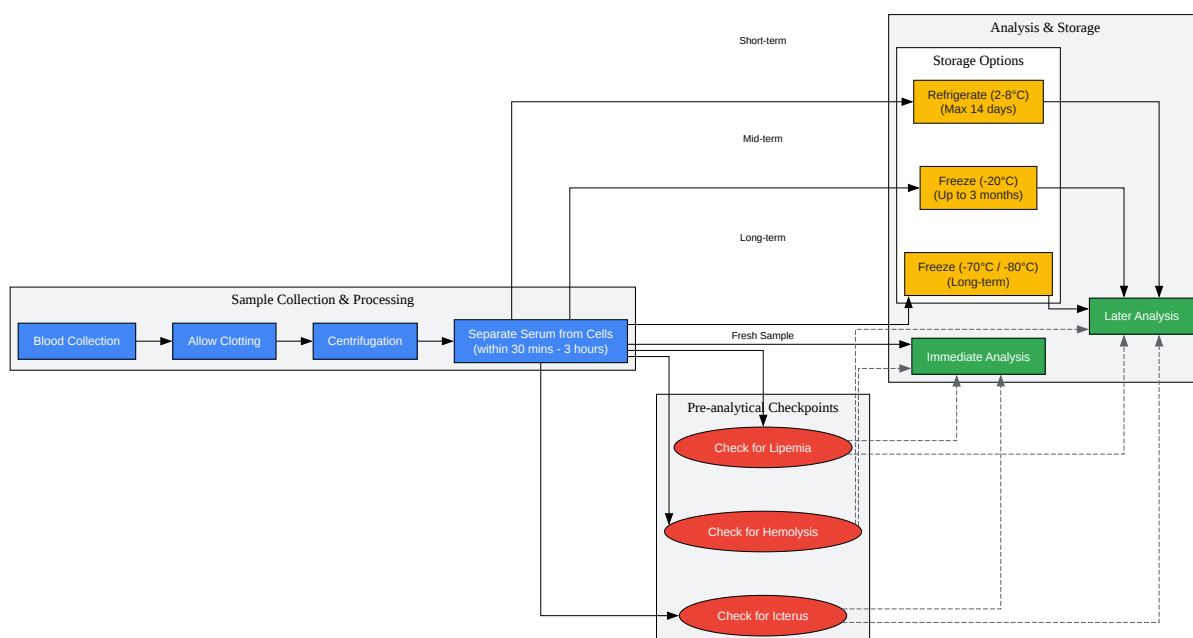 Analysis & Storage
Short-term
Storage Options
Refrigerate (2-8°C)
(Max 14 days)
Mid-term
Freeze (-20°C)
(Up to 3 months)
Long-term
Freeze (-70°C / -80°C)
(Long-term)
Sample Collection & Processing
Blood Collection
Allow Clotting
Centrifugation
Separate Serum from Cells
(within 30 mins - 3 hours)
Fresh Sample
Later Analysis
Immediate Analysis
Pre-analytical Checkpoints
Check for Lipemia
Check for Hemolysis
Check for Icterus